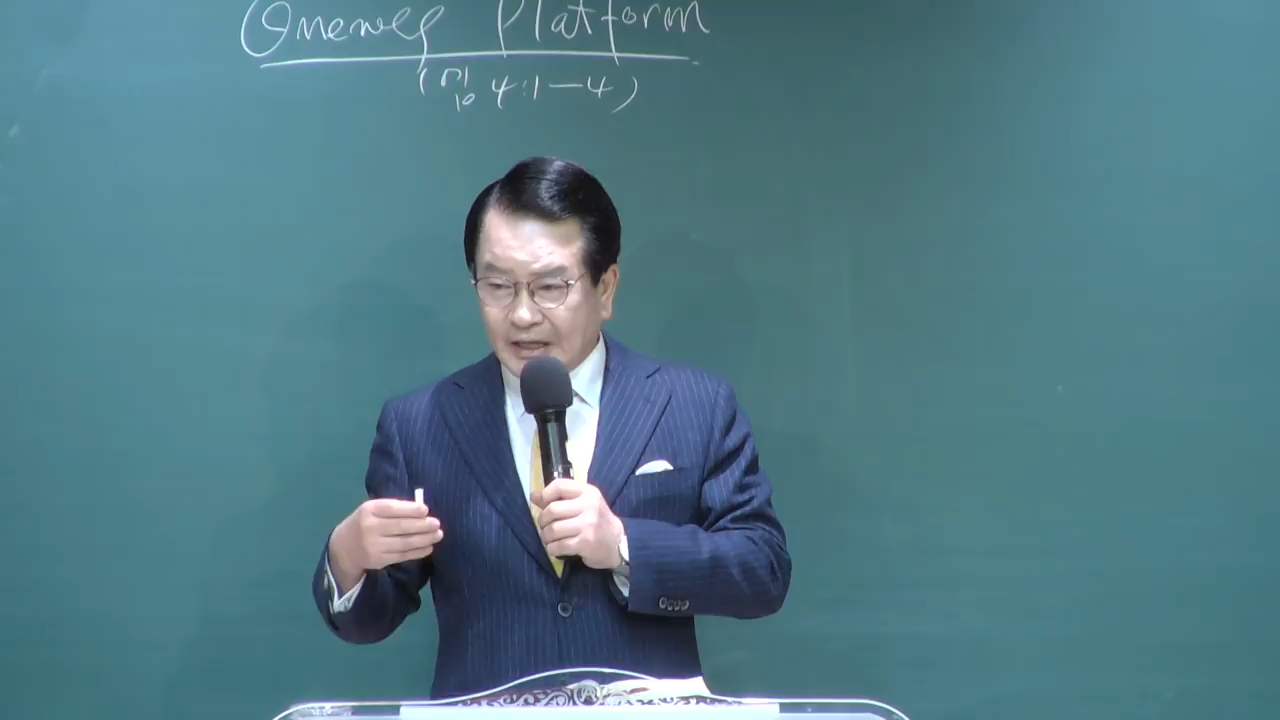 Oneness Platform
(미 4:1-4)